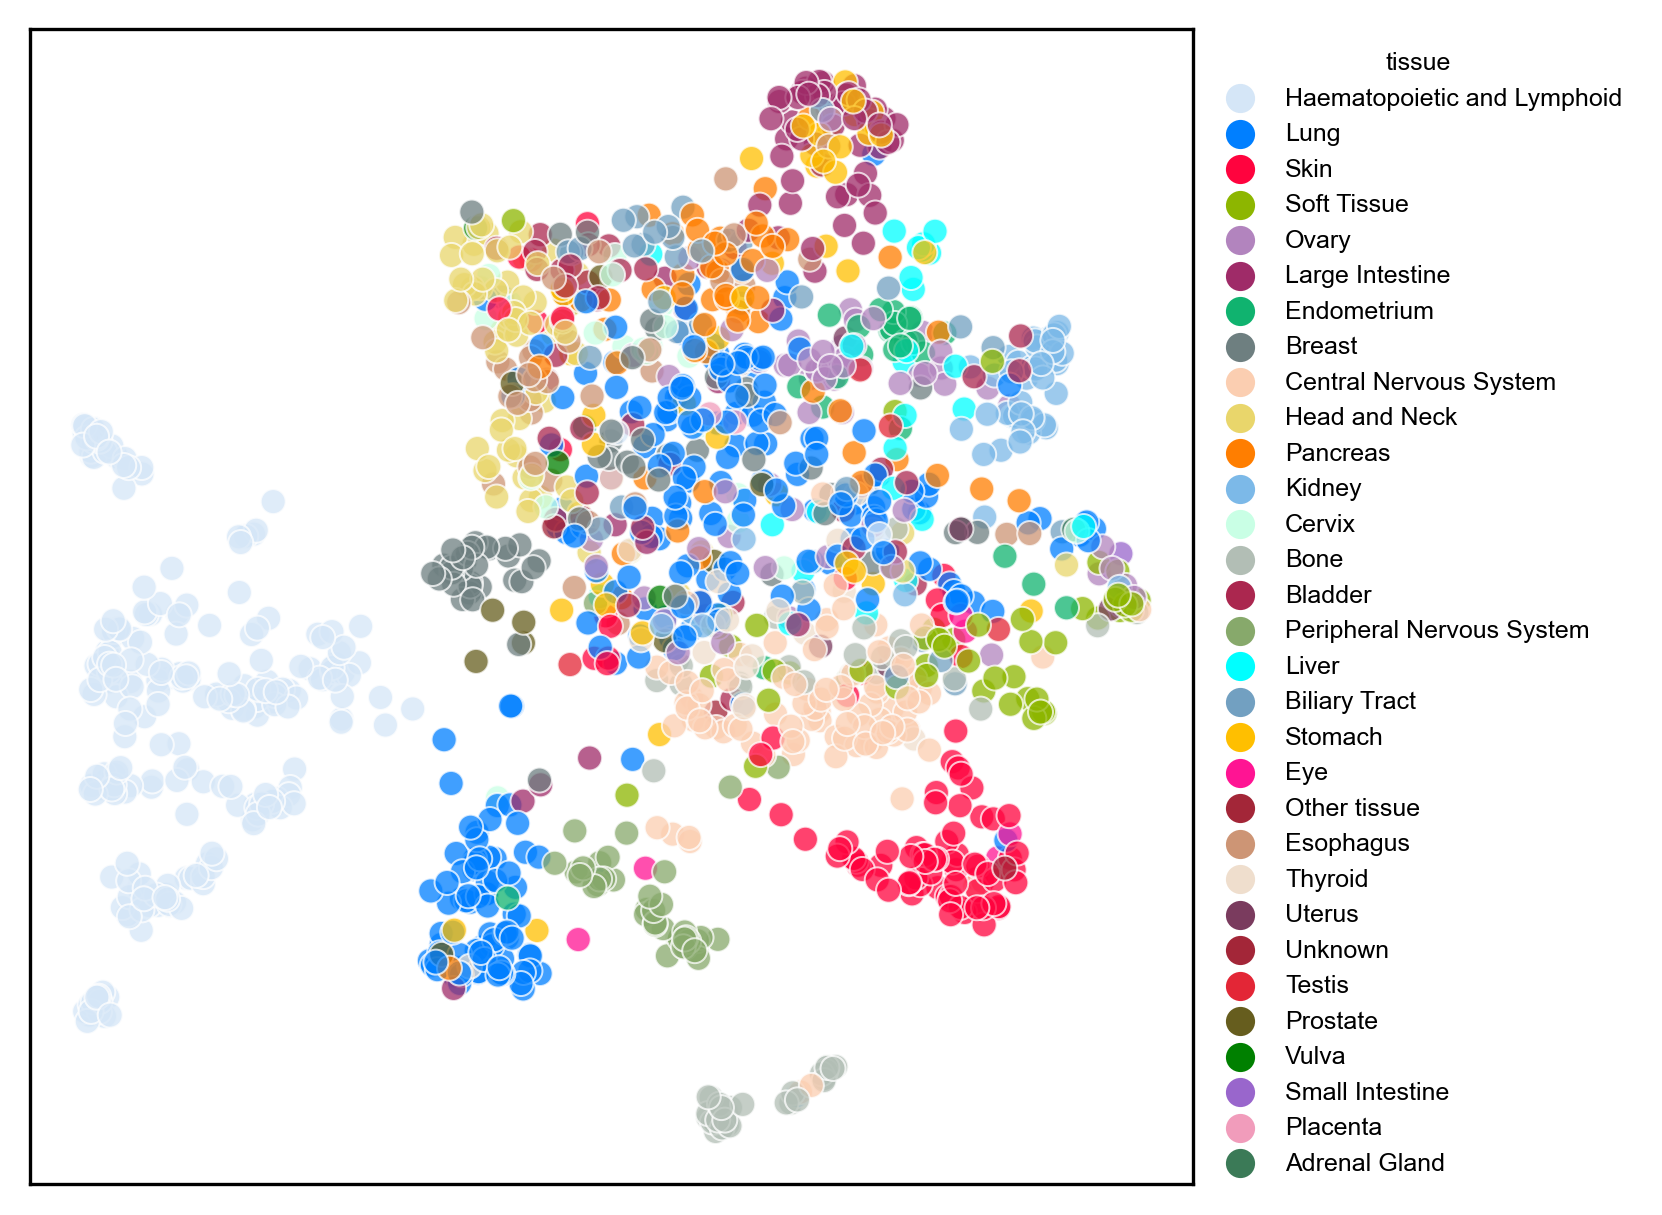 tissue
Haematopoietic and Lymphoid
Lung
Skin
Soft Tissue
Ovary
Large Intestine
Endometrium
Breast
Central Nervous System
Head and Neck
Pancreas
Kidney
Cervix
Bone
Bladder
Peripheral Nervous System
Liver
Biliary Tract
Stomach
Eye
Other tissue
Esophagus
Thyroid
Uterus
Unknown
Testis
Prostate
Vulva
Small Intestine
Placenta
Adrenal Gland